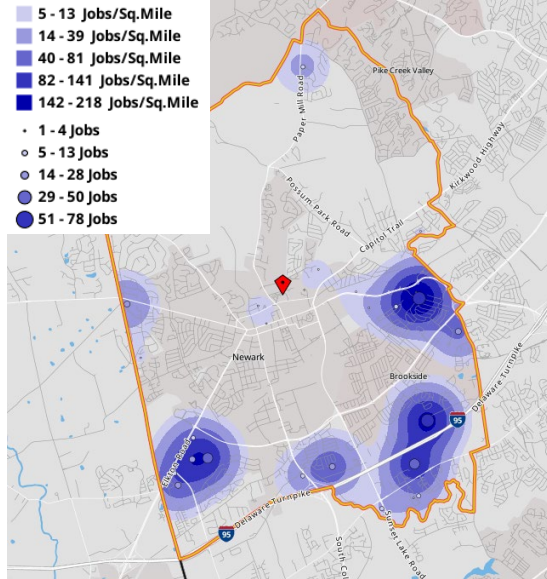 5 - 13 Jobs/Sq.Mile
14 - 39 Jobs/Sq.Mile
40 - 81 Jobs/Sq.Mile
82 - 141 Jobs/Sq.Mile
142 - 218 Jobs/Sq.Mile
1 - 4 Jobs
5 - 13 Jobs
14 - 28 Jobs
29 - 50 Jobs
51 - 78 Jobs
Pike Creek Valley
Paper Mill Road
Kirkwood Highway
Possum Park Road
Capitol Trail
Newark
Brookside
Delaware Turnpike
95
Elkton Road
Delaware Turnpike
95
Sunset Lake Road
South Col